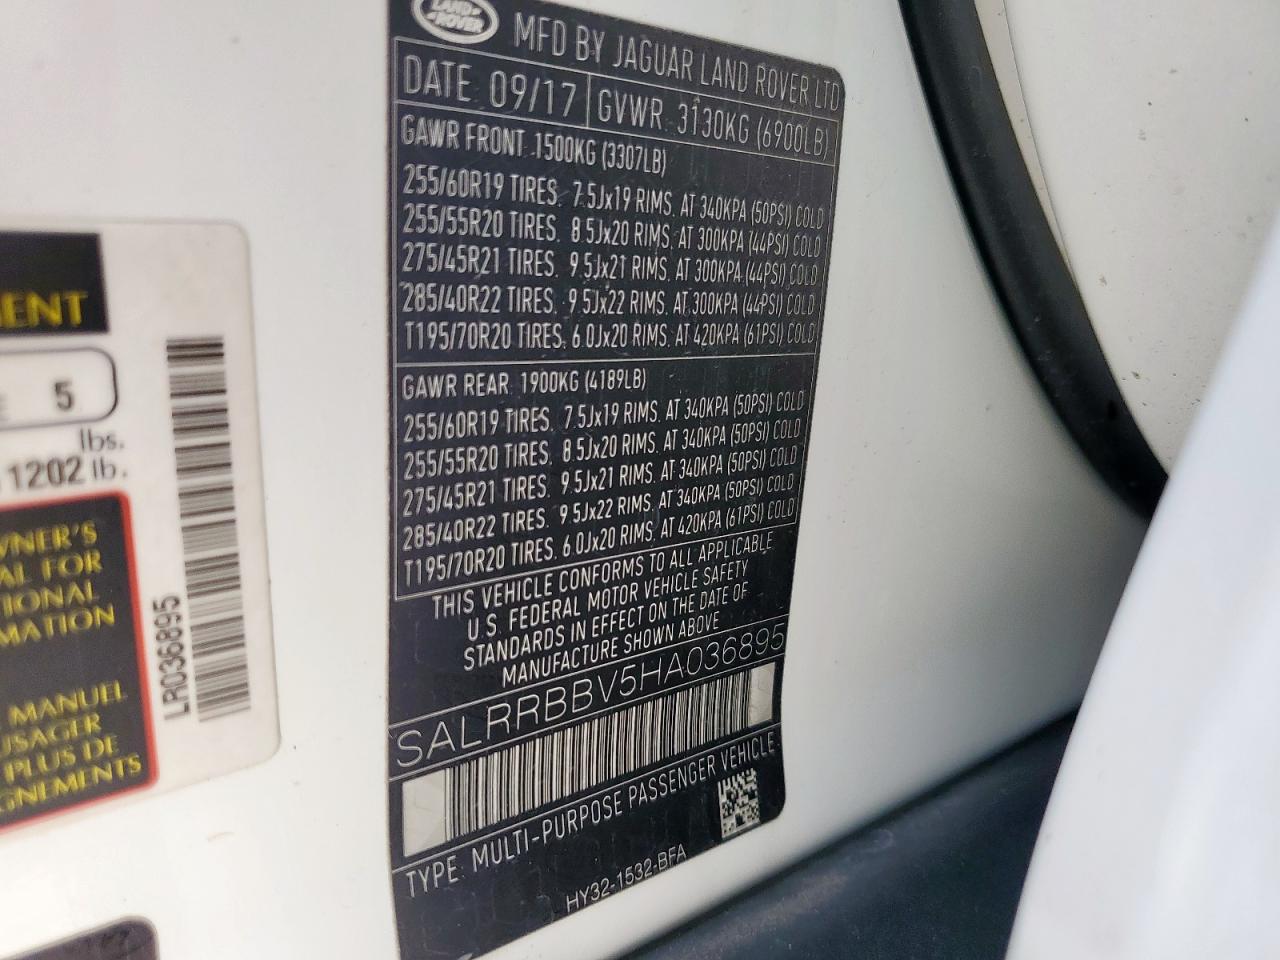 LAND ROVER
MFD BY JAGUAR LAND ROVER LTD
DATE. 09/17 GVWR. 3130KG (6900LB)
GAWR FRONT 1500KG (3307LB)
255/60R19 TIRES. 7.5Jx19 RIMS. AT 340KPA (50PSI) COLD
255/55R20 TIRES. 8.5Jx20 RIMS. AT 300KPA (44PSI) COLD
275/45R21 TIRES. 9.5Jx21 RIMS. AT 300KPA (44PSI) COLD
285/40R22 TIRES. 9.5Jx22 RIMS. AT 300KPA (44PSI) COLD
T195/70R20 TIRES. 6.0Jx20 RIMS. AT 420KPA (61PSI) COLD
GAWR REAR 1900KG (4189LB)
255/60R19 TIRES. 7.5Jx19 RIMS. AT 340KPA (50PSI) COLD
255/55R20 TIRES. 8.5Jx20 RIMS. AT 340KPA (50PSI) COLD
275/45R21 TIRES. 9.5Jx21 RIMS. AT 340KPA (50PSI) COLD
285/40R22 TIRES. 9.5Jx22 RIMS. AT 340KPA (50PSI) COLD
T195/70R20 TIRES. 6.0Jx20 RIMS. AT 420KPA (61PSI) COLD
THIS VEHICLE CONFORMS TO ALL APPLICABLE
U.S. FEDERAL MOTOR VEHICLE SAFETY
STANDARDS IN EFFECT ON THE DATE OF
MANUFACTURE SHOWN ABOVE
SALRRBBV5HA036895
TYPE. MULTI-PURPOSE PASSENGER VEHICLE
HY32-1532-BFA
5
lbs.
1202 lb.
FOR
MANUEL
PLUS DE
LR036895